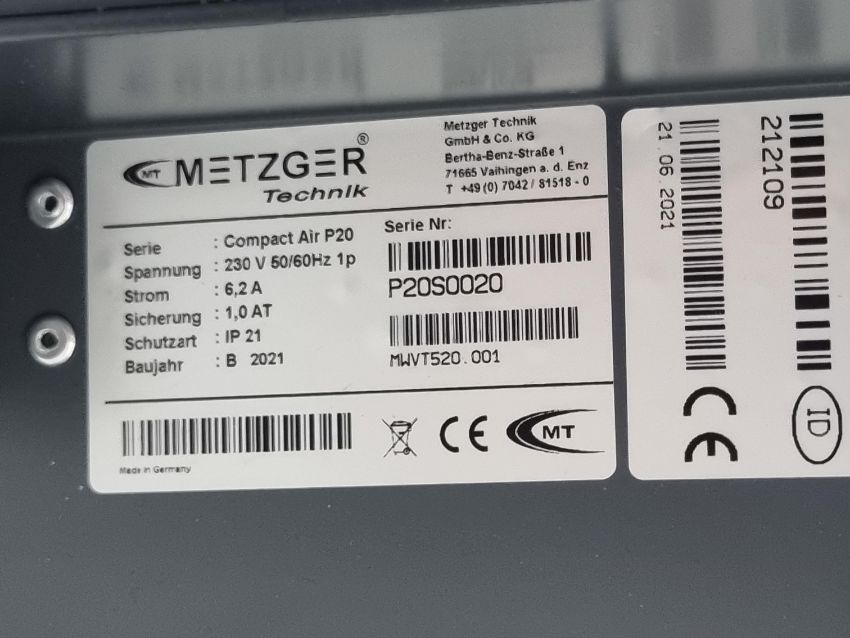 MT METZGER®
Technik
Metzger Technik
GmbH & Co. KG
Bertha-Benz-Straße 1
71665 Vaihingen a. d. Enz
T +49 (0) 7042 / 81518 - 0
Serie : Compact Air P20
Spannung : 230 V 50/60Hz 1p
Strom : 6,2 A
Sicherung : 1,0 AT
Schutzart : IP 21
Baujahr : B 2021
Serie Nr:
P20S0020
MWVT520.001
CE MT
Made in Germany
21.06.2021
212109
CE
ID